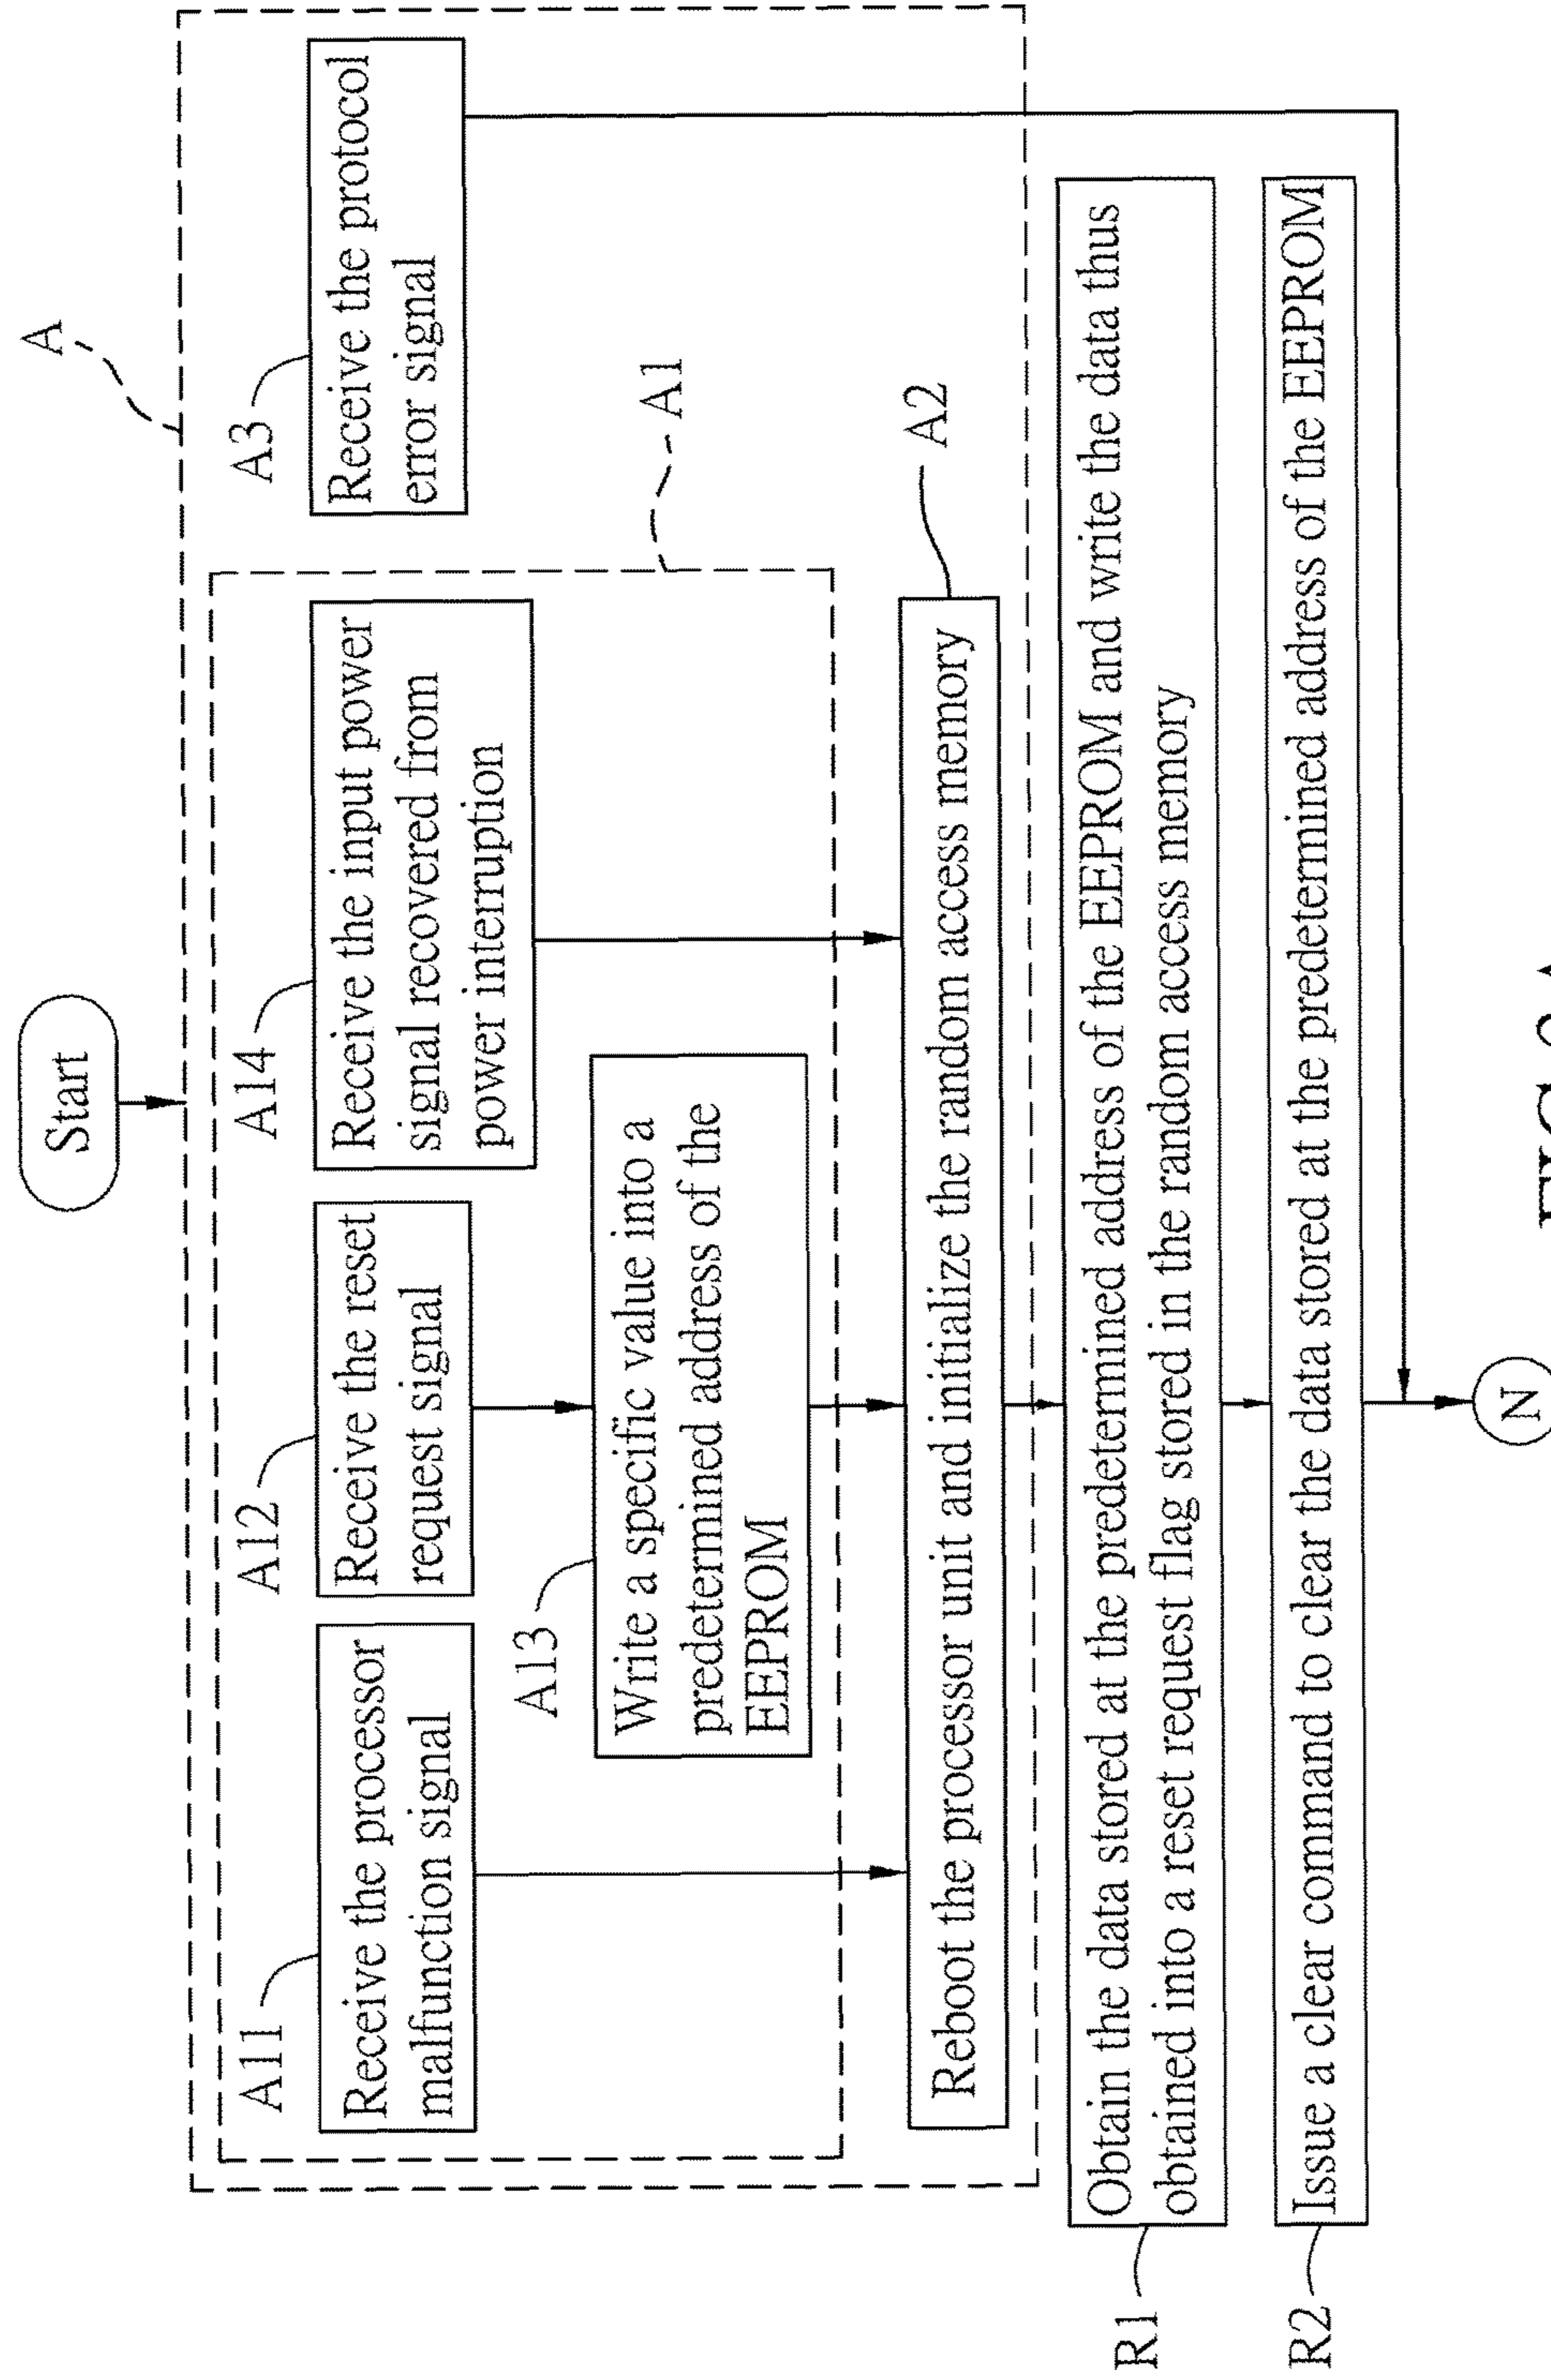 Start
A
A3
Receive the protocol
error signal
A1
A14
Receive the input power
signal recovered from
power interruption
A12
Receive the reset
request signal
A11
Receive the processor
malfunction signal
A13
Write a specific value into a
predetermined address of the
EEPROM
A2
Reboot the processor unit and initialize the random access memory
R1
Obtain the data stored at the predetermined address of the EEPROM and write the data thus
obtained into a reset request flag stored in the random access memory
R2
Issue a clear command to clear the data stored at the predetermined address of the EEPROM
N